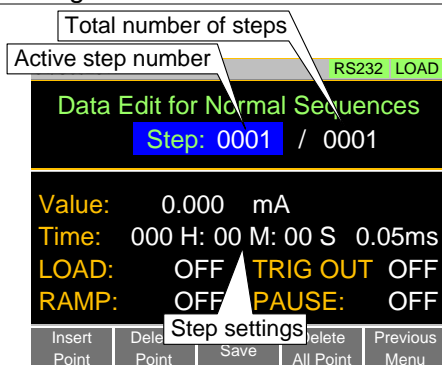 Total number of steps
Active step number
RS232 LOAD
Data Edit for Normal Sequences
Step: 0001 / 0001
Value: 0.000 mA
Time: 000 H: 00 M: 00 S 0.05ms
LOAD: OFF TRIG OUT OFF
RAMP: OFF PAUSE: OFF
Step settings
Insert Point
Point
Save
All Point
Previous Menu